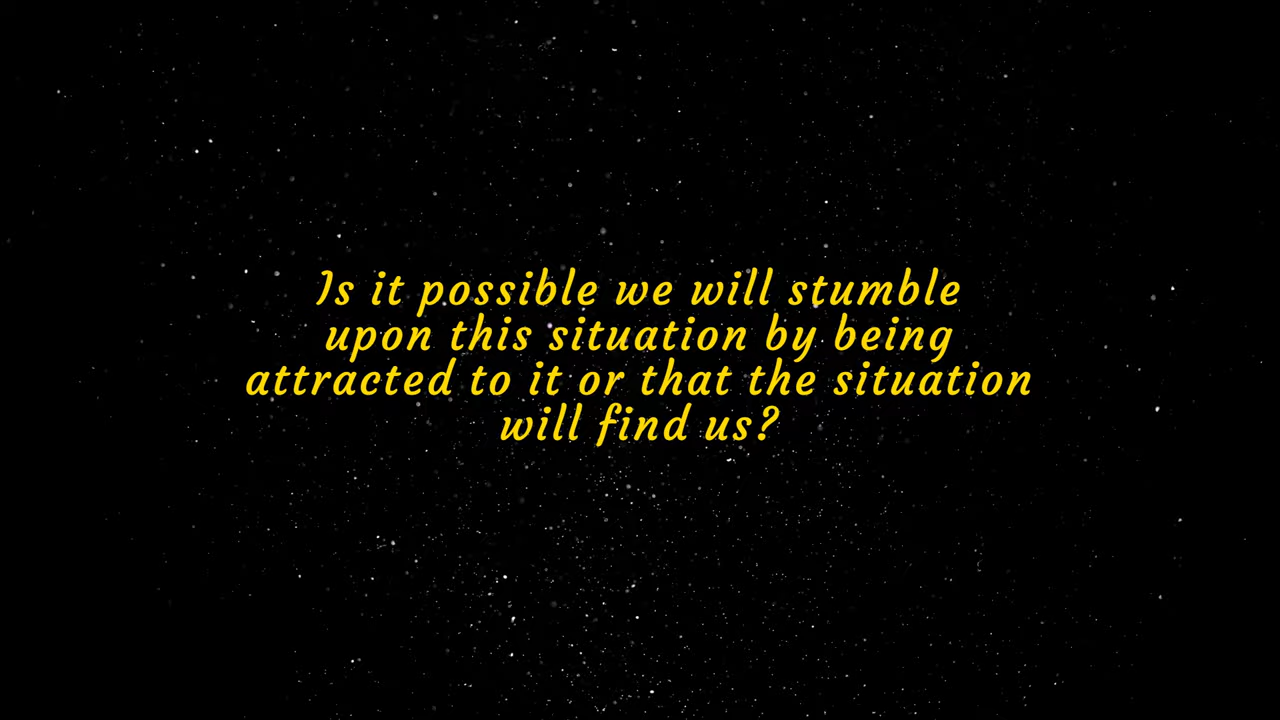 Is it possible we will stumble
upon this situation by being
attracted to it or that the situation
will find us?